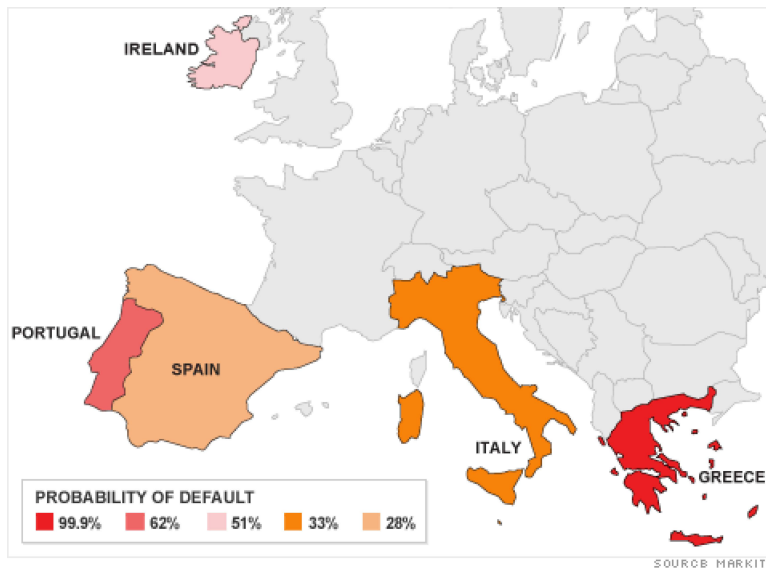 IRELAND
PORTUGAL
SPAIN
ITALY
GREECE
PROBABILITY OF DEFAULT
99.9% 62% 51% 33% 28%
SOURCE MARKIT